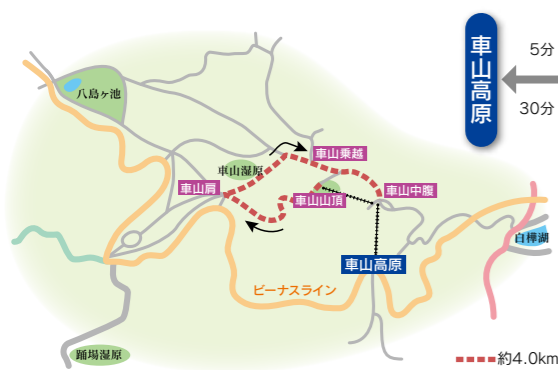 八島ヶ池
車山湿原
車山乗越
車山肩
車山山頂
車山中腹
車山高原
ビーナスライン
白樺湖
踊場湿原
約4.0km
車山高原
5分
30分